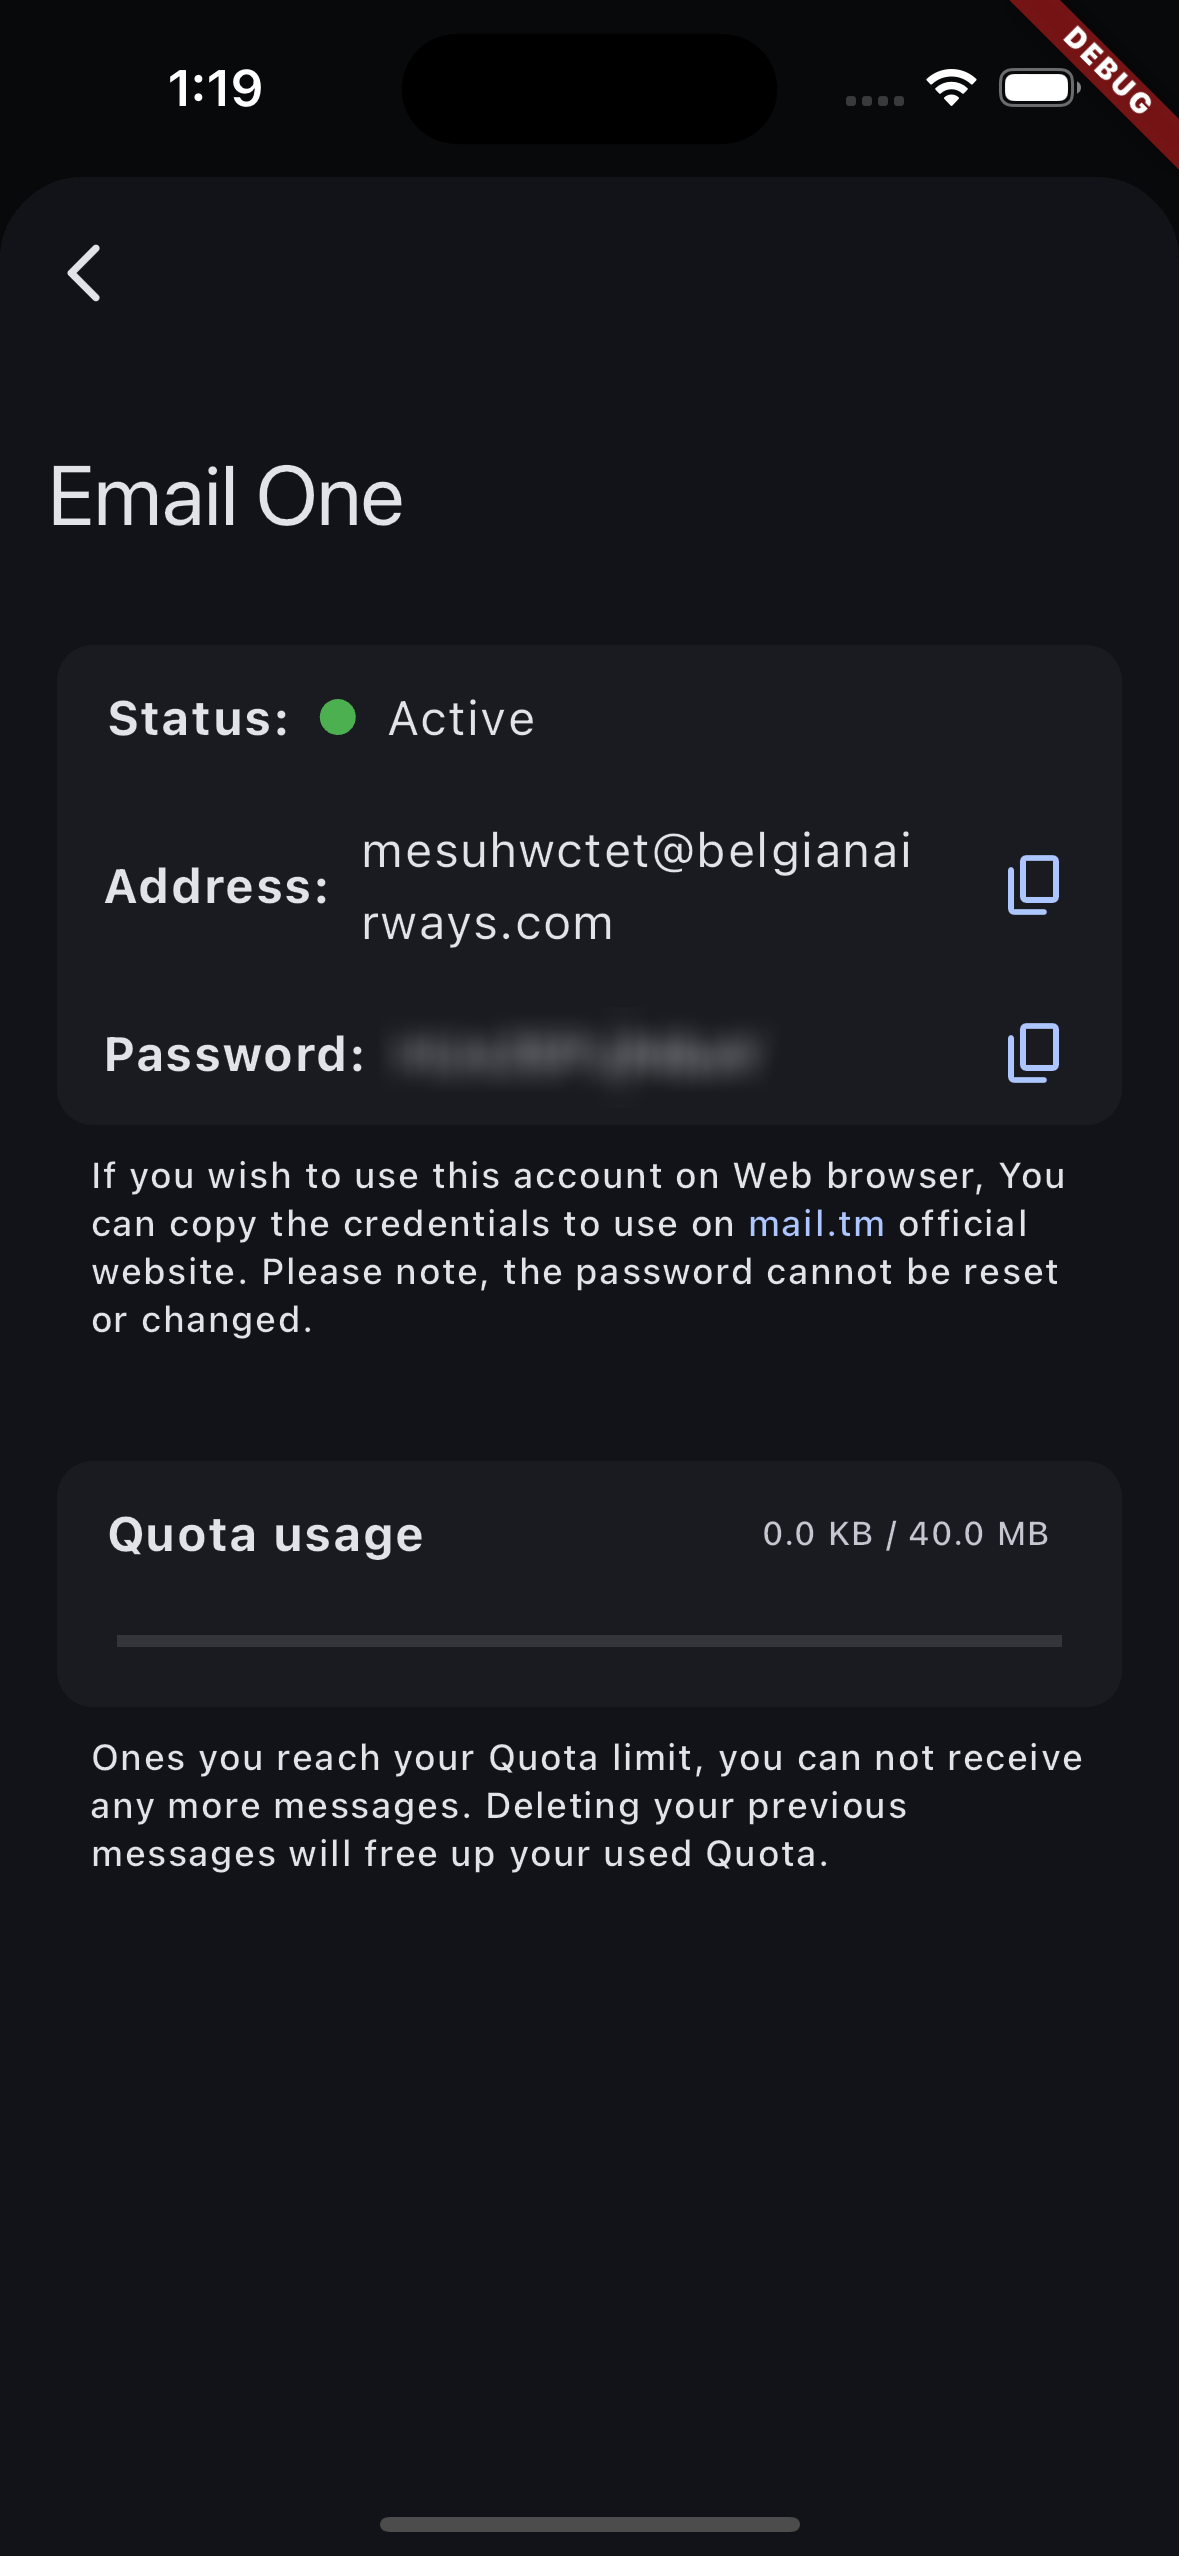 1:19
DEBUG
Email One
Status: Active
Address: mesuhwctet@belgianai
rways.com
Password:
If you wish to use this account on Web browser, You
can copy the credentials to use on mail.tm official
website. Please note, the password cannot be reset
or changed.
Quota usage 0.0 KB / 40.0 MB
Ones you reach your Quota limit, you can not receive
any more messages. Deleting your previous
messages will free up your used Quota.